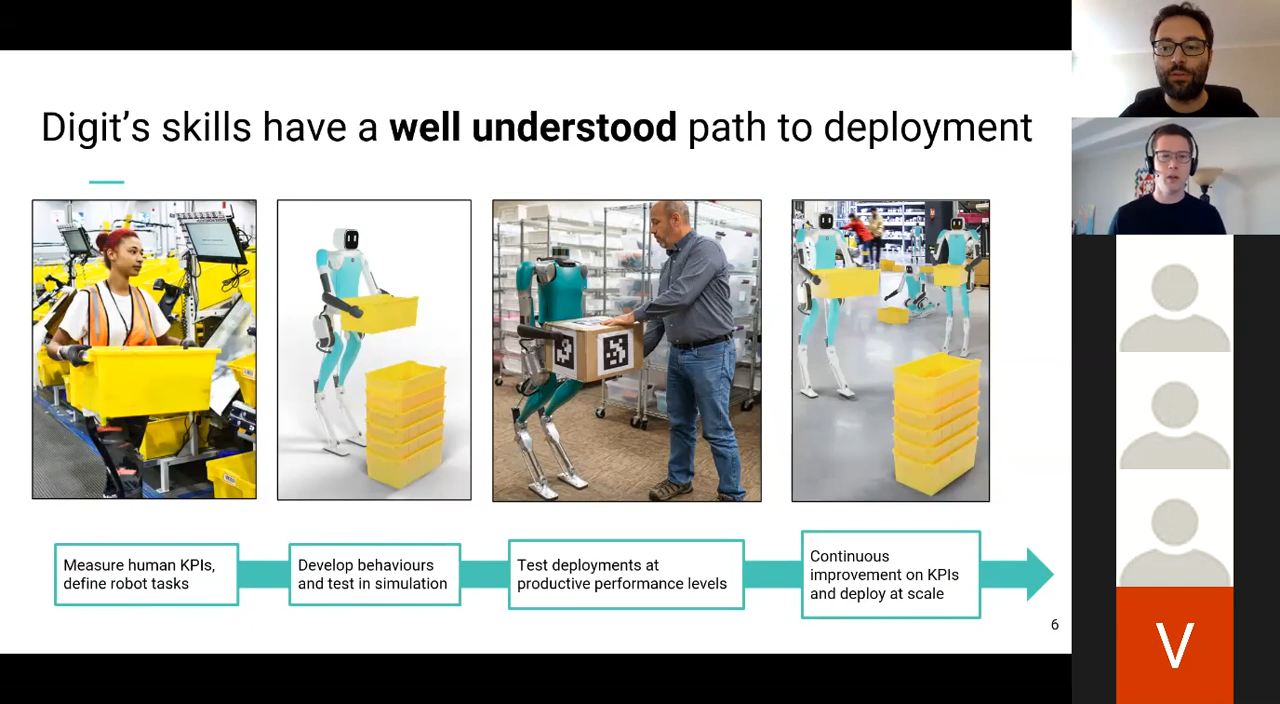 Digit's skills have a well understood path to deployment
Measure human KPIs,
define robot tasks
Develop behaviours
and test in simulation
Test deployments at
productive performance levels
Continuous
improvement on KPIs
and deploy at scale
6
V